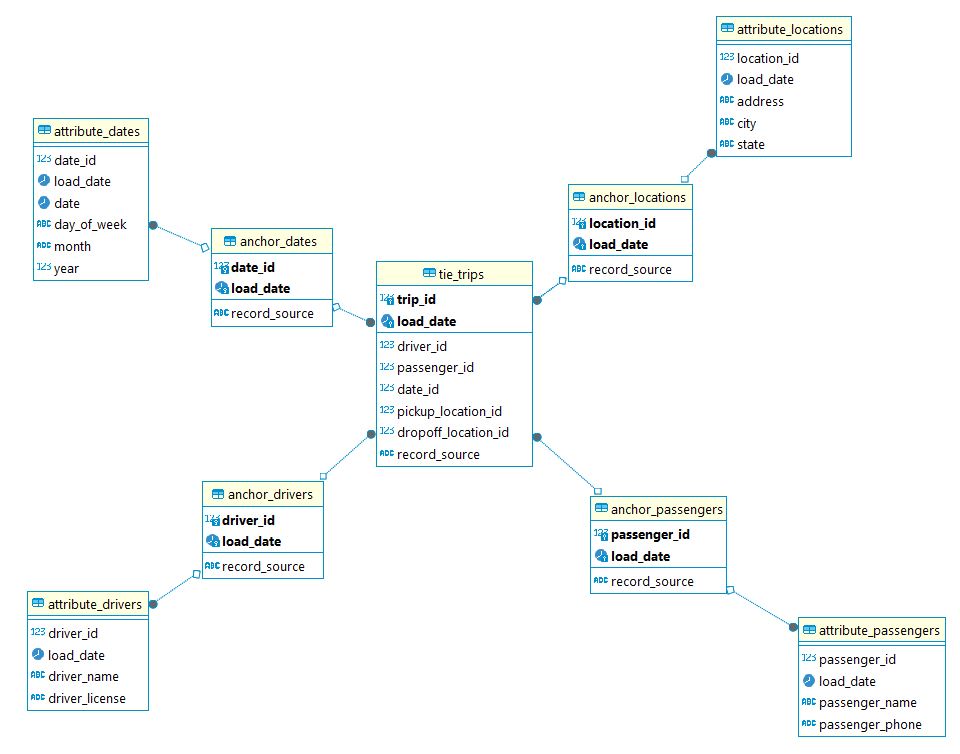 attribute_locations
123 location_id
load_date
ABC address
ABC city
ABC state
attribute_dates
123 date_id
load_date
date
ABC day_of_week
ABC month
123 year
anchor_locations
123 location_id
load_date
ABC record_source
anchor_dates
123 date_id
load_date
ABC record_source
tie_trips
123 trip_id
load_date
123 driver_id
123 passenger_id
123 date_id
123 pickup_location_id
123 dropoff_location_id
ABC record_source
anchor_drivers
123 driver_id
load_date
ABC record_source
anchor_passengers
123 passenger_id
load_date
ABC record_source
attribute_drivers
123 driver_id
load_date
ABC driver_name
ABC driver_license
attribute_passengers
123 passenger_id
load_date
ABC passenger_name
ABC passenger_phone